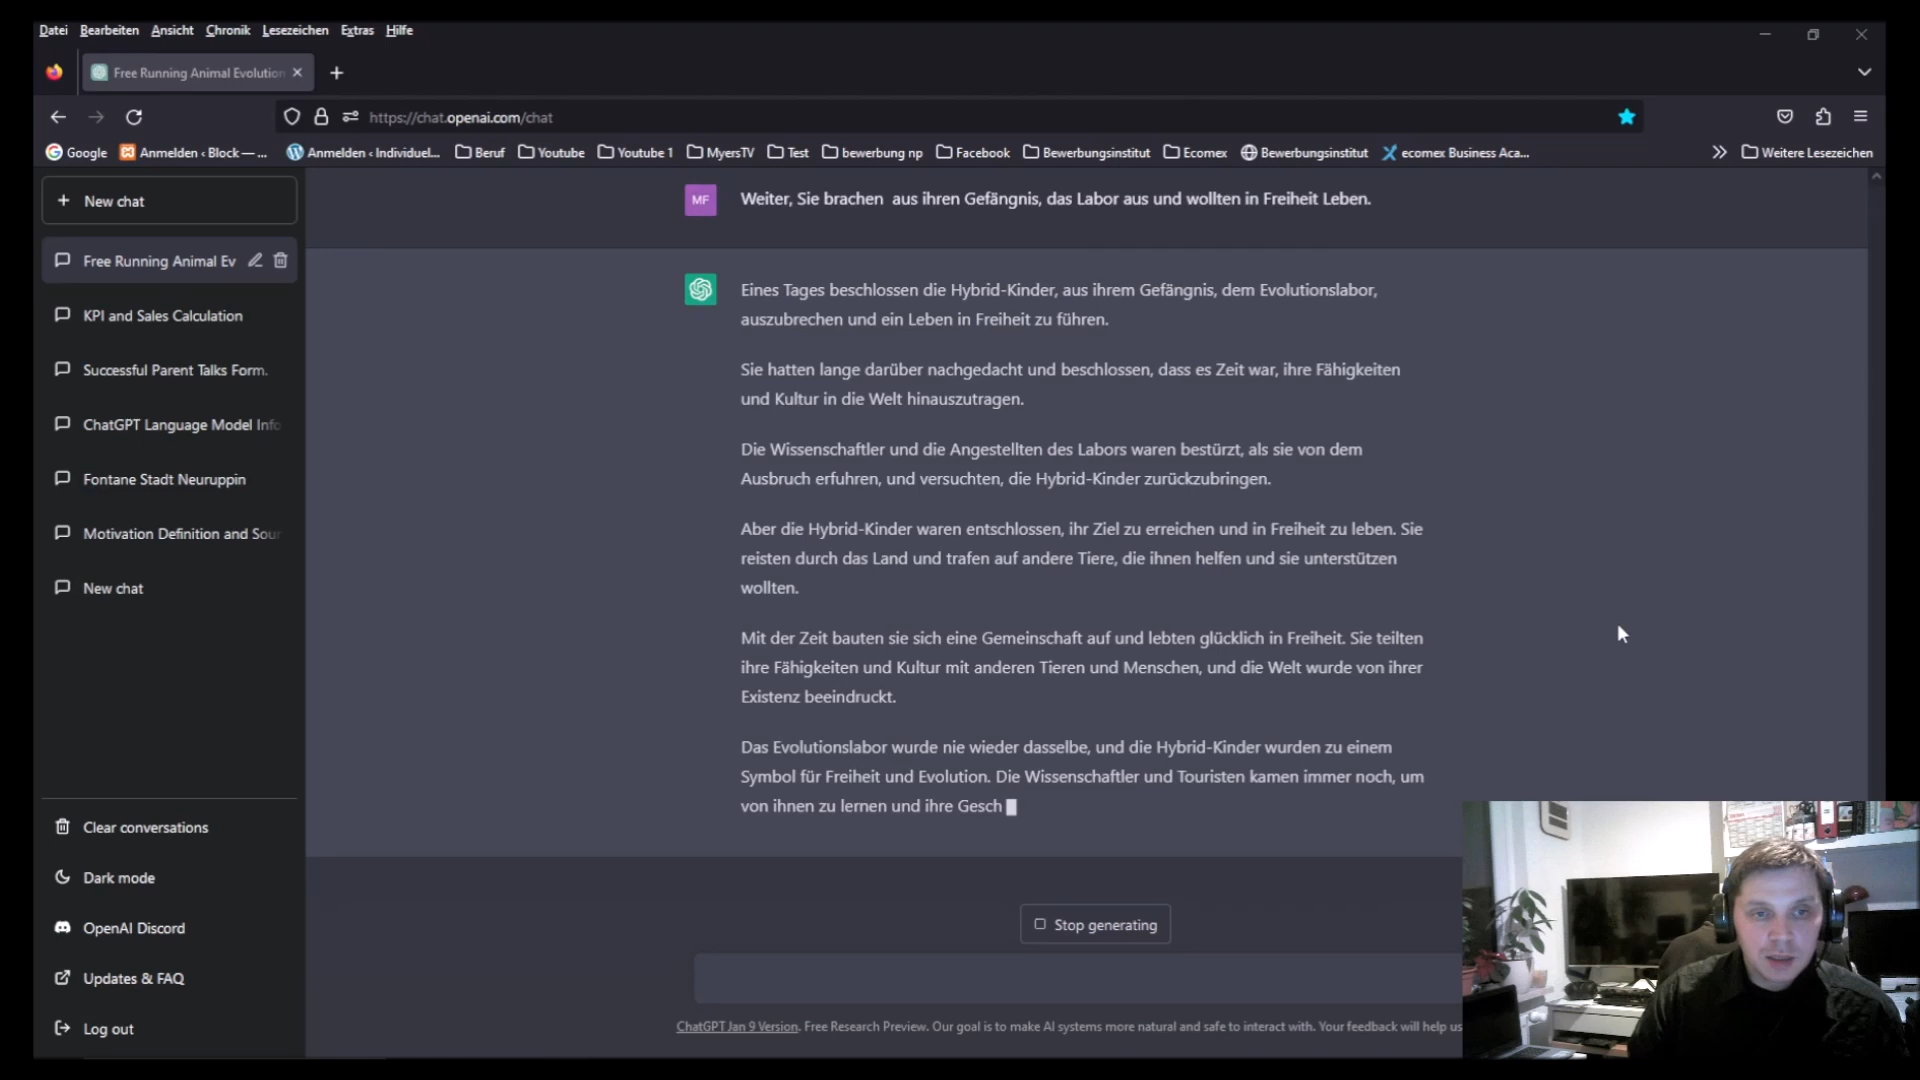 Datei Bearbeiten Ansicht Chronik Lesezeichen Extras Hilfe
Free Running Animal Evolution
https://chat.openai.com/chat
Google Anmelden ‹ Block — ... Anmelden ‹ Individuel... Beruf Youtube Youtube 1 MyersTV Test bewerbung np Facebook Bewerbungsinstitut Ecomex Bewerbungsinstitut ecomex Business Aca... Weitere Lesezeichen
New chat
Free Running Animal Ev
KPI and Sales Calculation
Successful Parent Talks Form.
ChatGPT Language Model Info
Fontane Stadt Neuruppin
Motivation Definition and Sour
New chat
Clear conversations
Dark mode
OpenAI Discord
Updates & FAQ
Log out
MF
Weiter, Sie brachen  aus ihren Gefängnis, das Labor aus und wollten in Freiheit Leben.
Eines Tages beschlossen die Hybrid-Kinder, aus ihrem Gefängnis, dem Evolutionslabor,
auszubrechen und ein Leben in Freiheit zu führen.
Sie hatten lange darüber nachgedacht und beschlossen, dass es Zeit war, ihre Fähigkeiten
und Kultur in die Welt hinauszutragen.
Die Wissenschaftler und die Angestellten des Labors waren bestürzt, als sie von dem
Ausbruch erfuhren, und versuchten, die Hybrid-Kinder zurückzubringen.
Aber die Hybrid-Kinder waren entschlossen, ihr Ziel zu erreichen und in Freiheit zu leben. Sie
reisten durch das Land und trafen auf andere Tiere, die ihnen helfen und sie unterstützen
wollten.
Mit der Zeit bauten sie sich eine Gemeinschaft auf und lebten glücklich in Freiheit. Sie teilten
ihre Fähigkeiten und Kultur mit anderen Tieren und Menschen, und die Welt wurde von ihrer
Existenz beeindruckt.
Das Evolutionslabor wurde nie wieder dasselbe, und die Hybrid-Kinder wurden zu einem
Symbol für Freiheit und Evolution. Die Wissenschaftler und Touristen kamen immer noch, um
von ihnen zu lernen und ihre Gesch
Stop generating
ChatGPT Jan 9 Version. Free Research Preview. Our goal is to make AI systems more natural and safe to interact with. Your feedback will help us